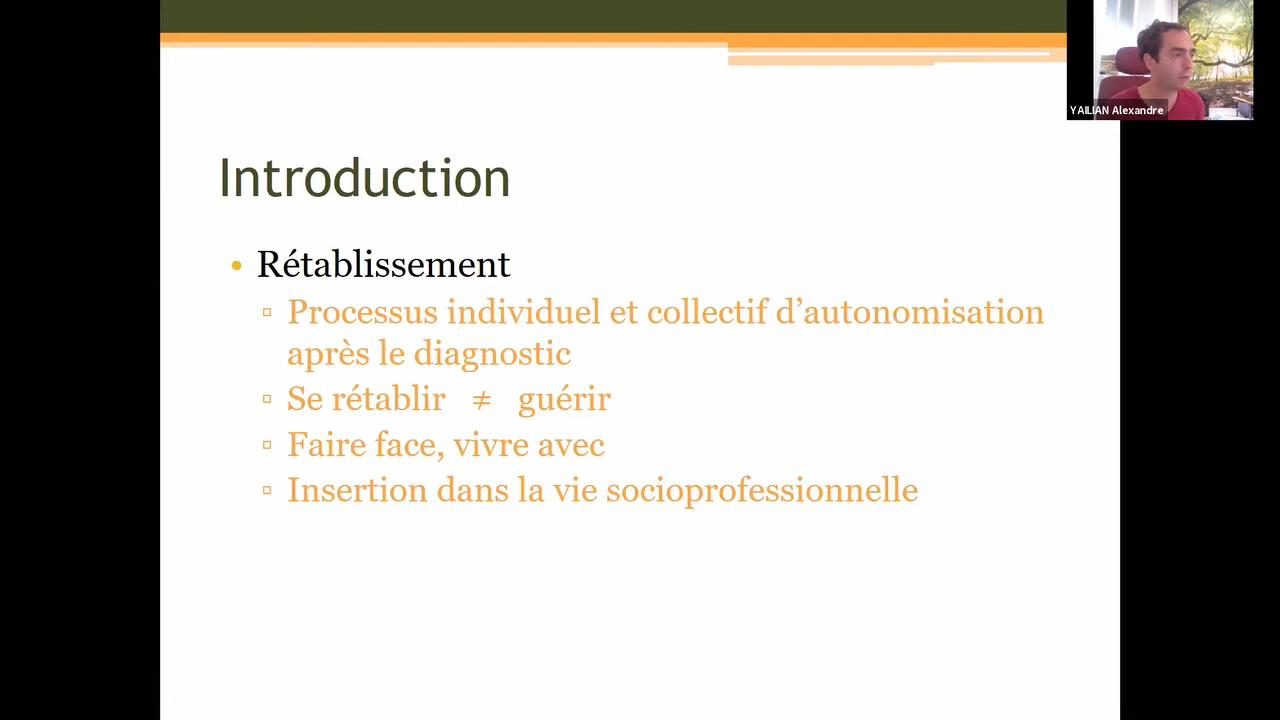 YAILIAN Alexandre
Introduction
• Rétablissement
▫ Processus individuel et collectif d’autonomisation
après le diagnostic
▫ Se rétablir ≠ guérir
▫ Faire face, vivre avec
▫ Insertion dans la vie socioprofessionnelle